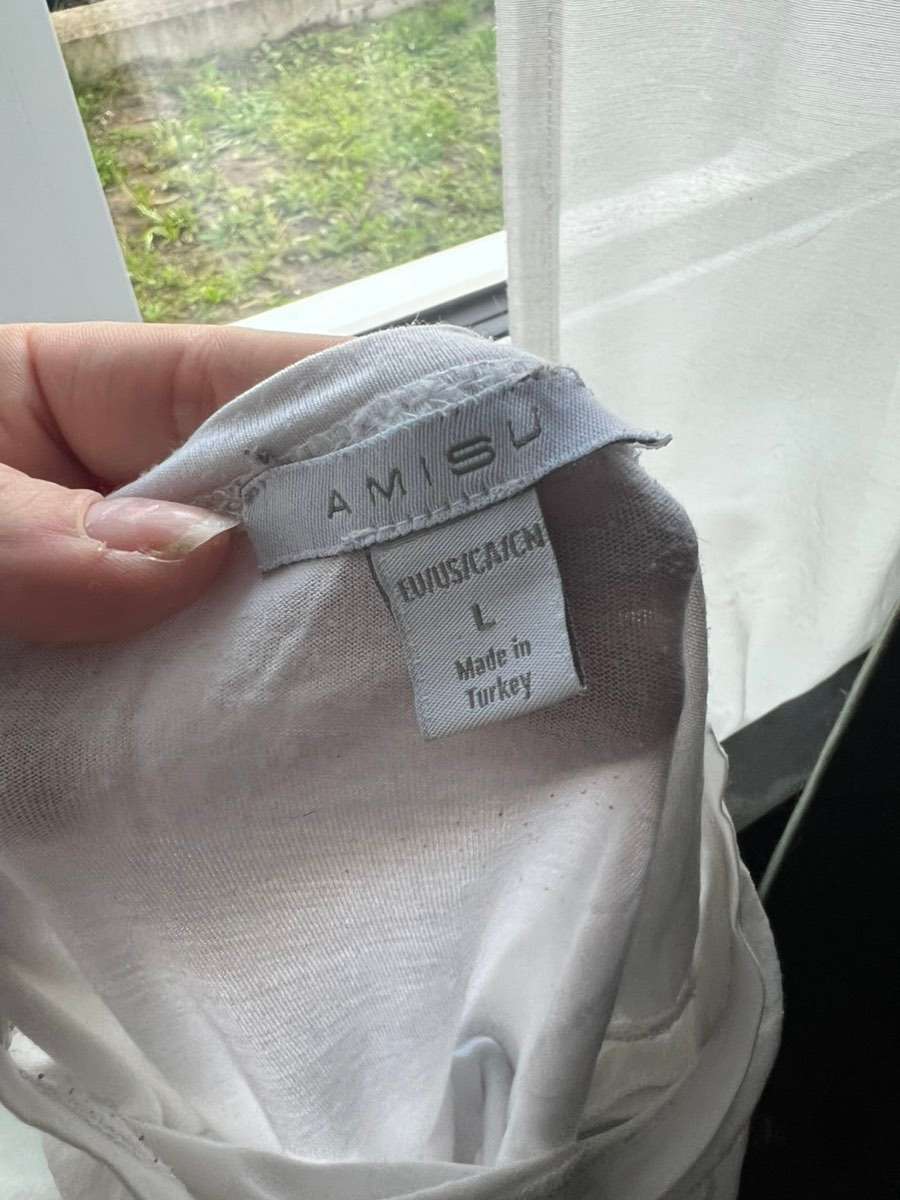 AMISU
EU/US/CA/CN
L
Made in
Turkey